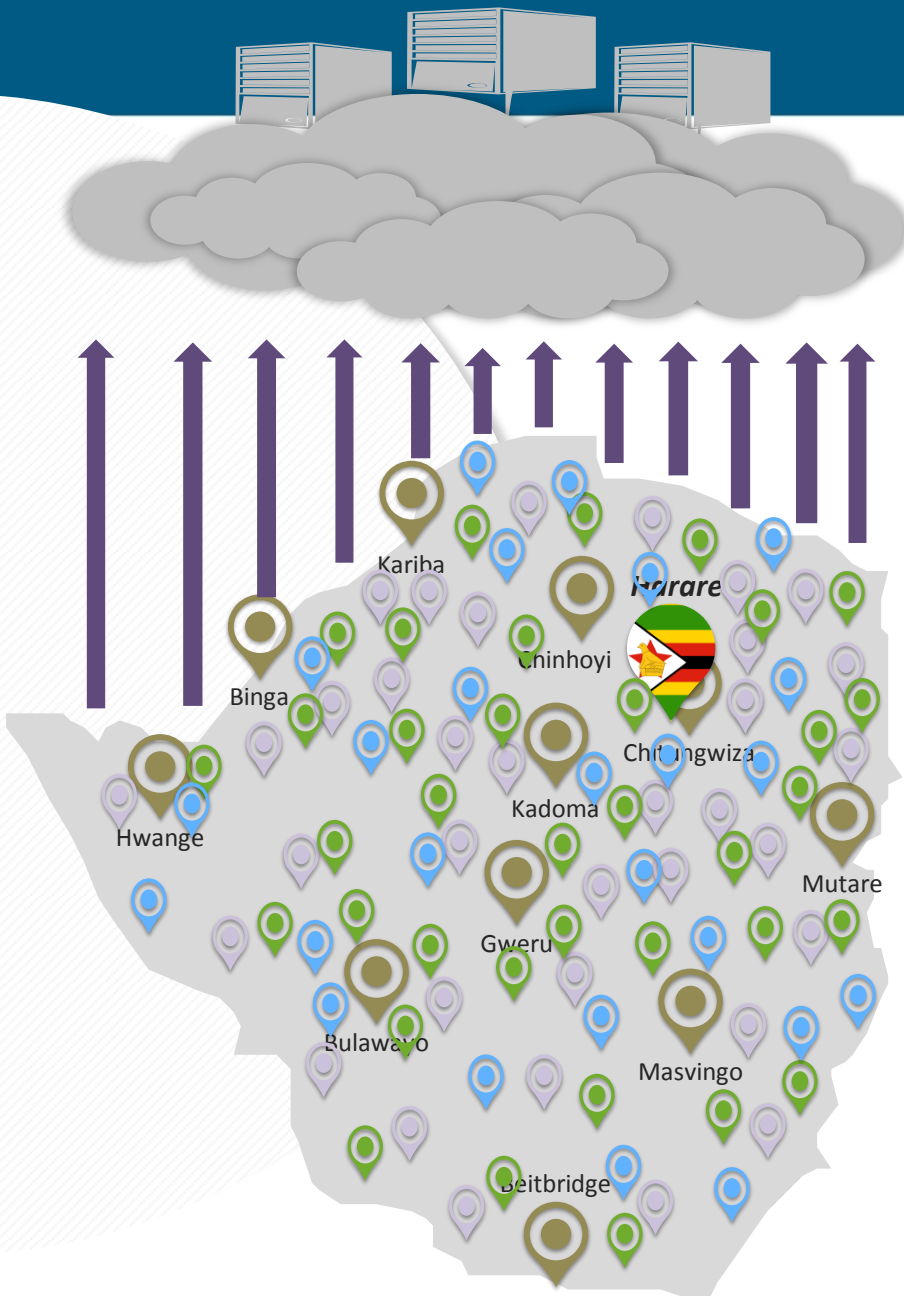 Kariba
Harare
Chinhoyi
Binga
Chitungwiza
Kadoma
Hwange
Mutare
Gweru
Bulawayo
Masvingo
Beitbridge